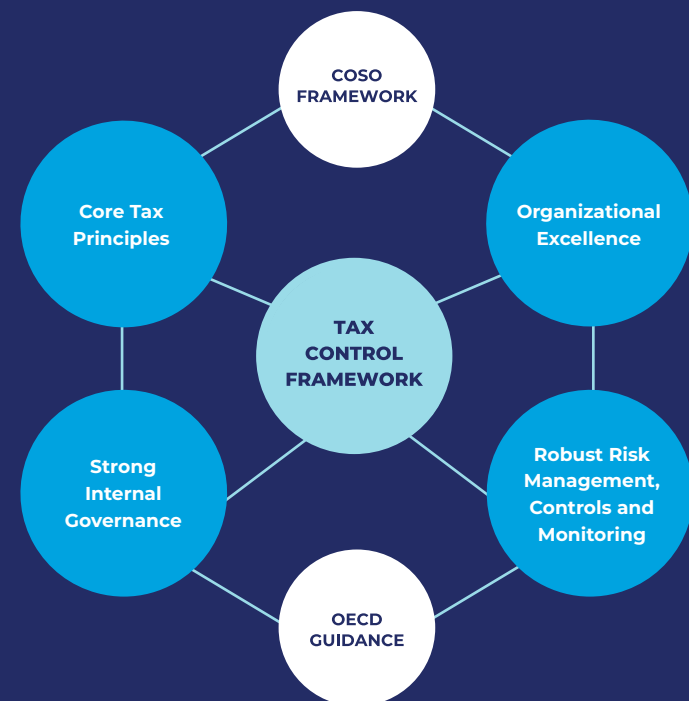 COSO
FRAMEWORK
Core Tax
Principles
Organizational
Excellence
TAX
CONTROL
FRAMEWORK
Strong
Internal
Governance
Robust Risk
Management,
Controls and
Monitoring
OECD
GUIDANCE